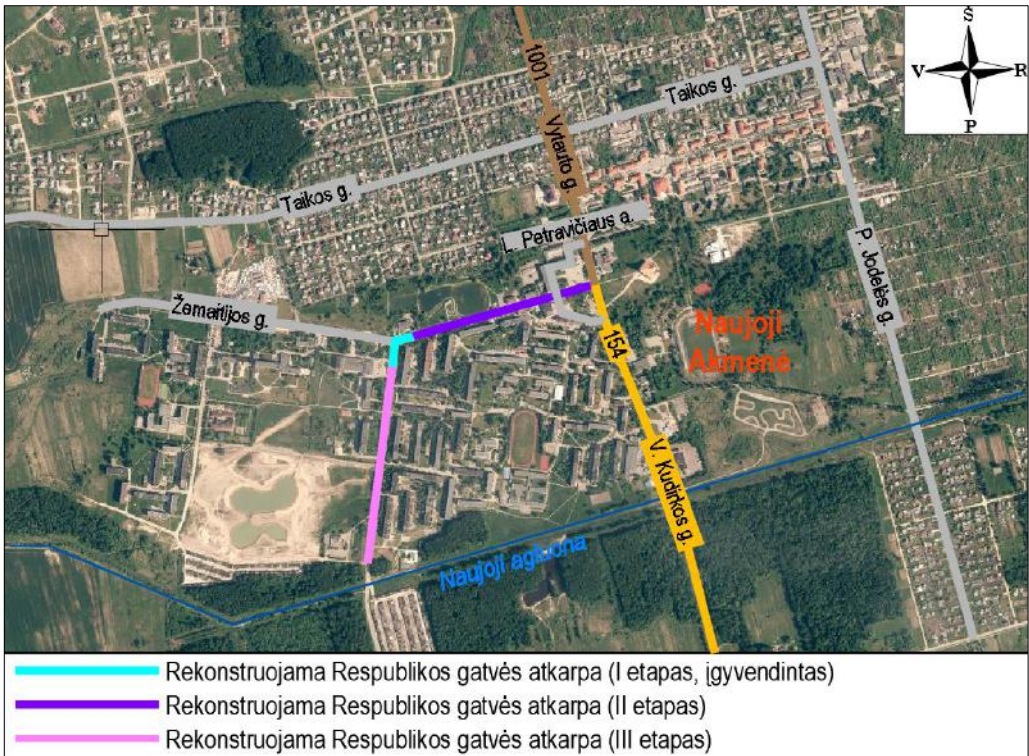 Š
V R
P
1001
Vytauto g.
Taikos g.
Taikos g.
L. Petravičiaus a.
P. Jodelės g.
Žemaitijos g.
154
Naujoji
Akmenė
V. Kudirkos g.
Naujoji agluona
Rekonstruojama Respublikos gatvės atkarpa (I etapas, įgyvendintas)
Rekonstruojama Respublikos gatvės atkarpa (II etapas)
Rekonstruojama Respublikos gatvės atkarpa (III etapas)